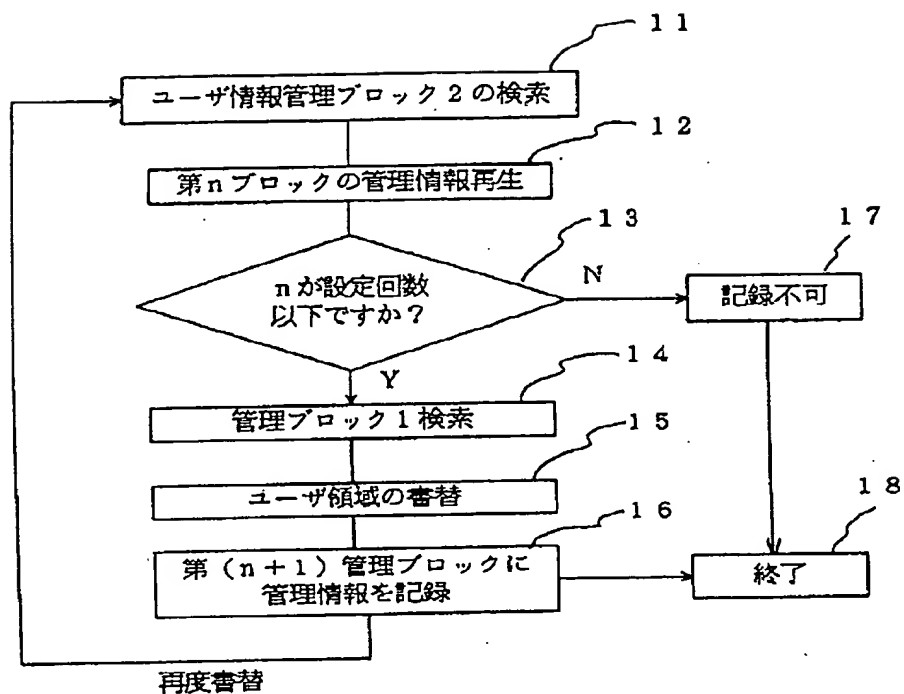 １１
ユーザ情報管理ブロック２の検索
１２
第ｎブロックの管理情報再生
１３
ｎが設定回数
以下ですか？
Ｎ
１７
記録不可
Ｙ
１４
管理ブロック１検索
１５
ユーザ領域の書替
１６
第（ｎ＋１）管理ブロックに
管理情報を記録
１８
終了
再度書替